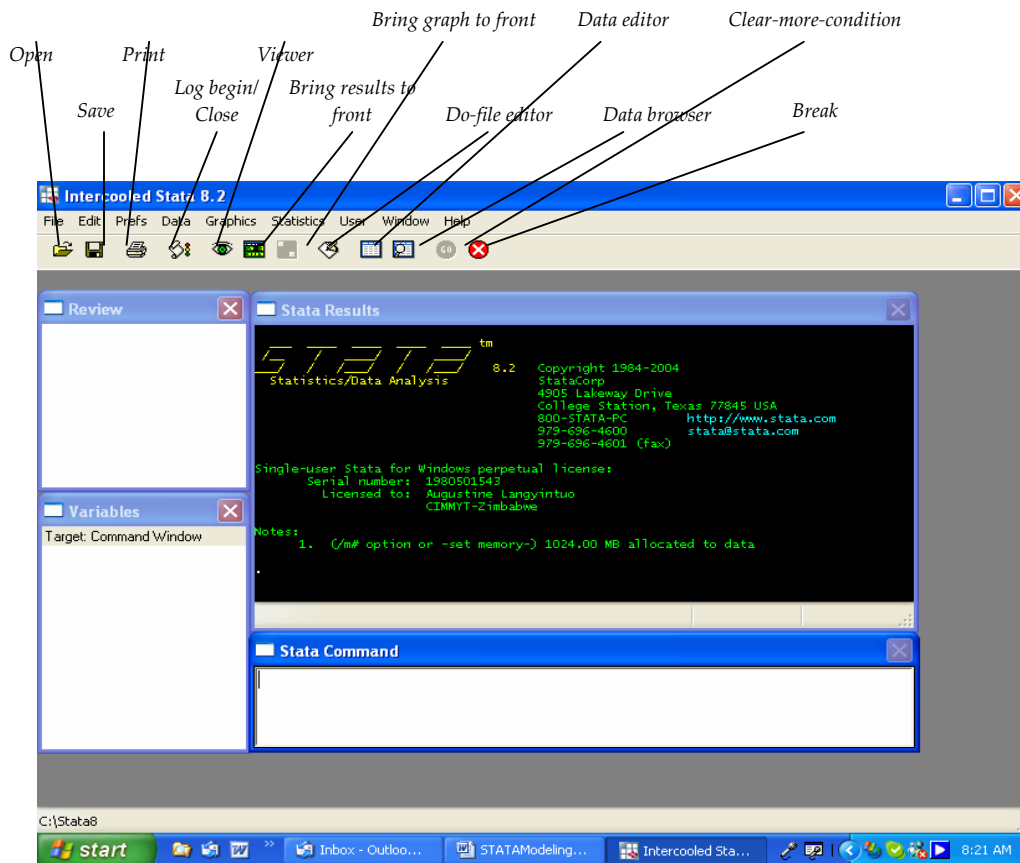 Bring graph to front Data editor Clear-more-condition
Open Print Viewer
Log begin/ Bring results to
Save Close front Do-file editor Data browser Break
Intercooled Stata 8.2
File Edit Prefs Data Graphics Statistics User Window Help
GO
Review
Stata Results
STATA tm
8.2 Copyright 1984-2004
Statistics/Data Analysis StataCorp
4905 Lakeway Drive
College Station, Texas 77845 USA
800-STATA-PC http://www.stata.com
979-696-4600 stata@stata.com
979-696-4601 (fax)
Single-user Stata for Windows perpetual license:
Serial number: 1980501543
Licensed to: Augustine Langyintuo
CIMMYT-Zimbabwe
Notes:
1. (/m# option or -set memory-) 1024.00 MB allocated to data
.
Variables
Target: Command Window
Stata Command
C:\Stata8
start Inbox - Outloo... STATAModeling... Intercooled Sta... 8:21 AM